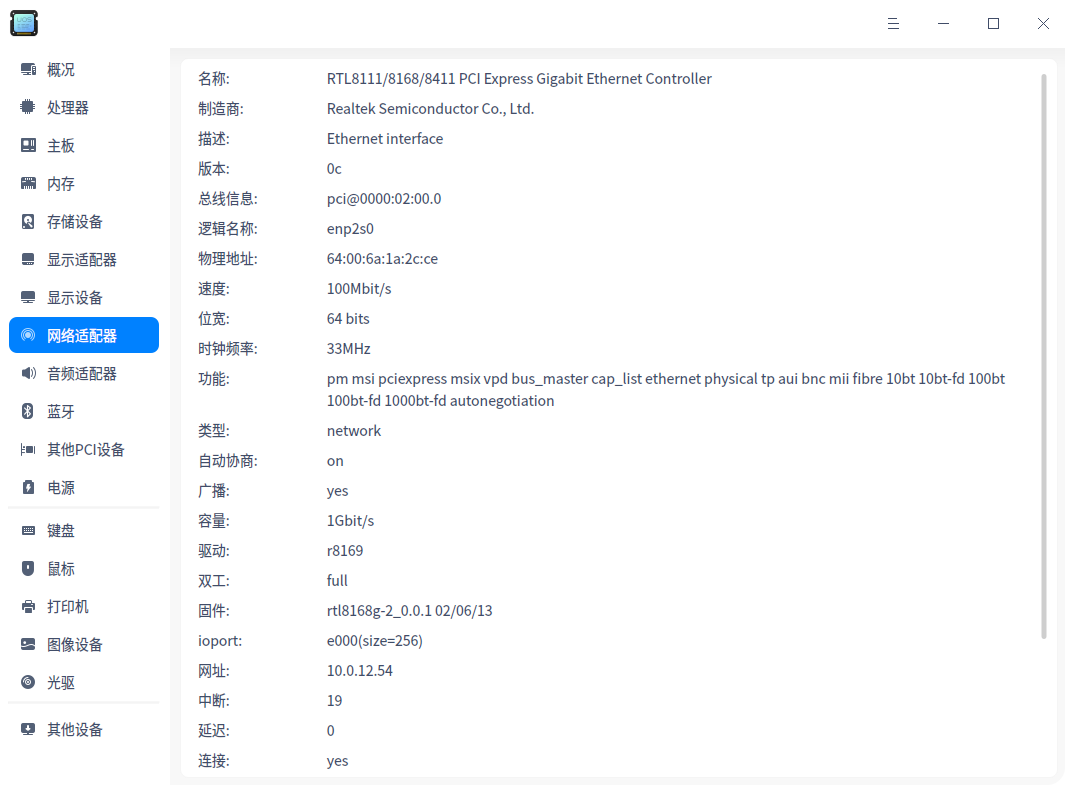 概况
处理器
主板
内存
存储设备
显示适配器
显示设备
网络适配器
音频适配器
蓝牙
其他PCI设备
电源
键盘
鼠标
打印机
图像设备
光驱
其他设备
名称: RTL8111/8168/8411 PCI Express Gigabit Ethernet Controller
制造商: Realtek Semiconductor Co., Ltd.
描述: Ethernet interface
版本: 0c
总线信息: pci@0000:02:00.0
逻辑名称: enp2s0
物理地址: 64:00:6a:1a:2c:ce
速度: 100Mbit/s
位宽: 64 bits
时钟频率: 33MHz
功能: pm msi pciexpress msix vpd bus_master cap_list ethernet physical tp aui bnc mii fibre 10bt 10bt-fd 100bt
100bt-fd 1000bt-fd autonegotiation
类型: network
自动协商: on
广播: yes
容量: 1Gbit/s
驱动: r8169
双工: full
固件: rtl8168g-2_0.0.1 02/06/13
ioport: e000(size=256)
网址: 10.0.12.54
中断: 19
延迟: 0
连接: yes